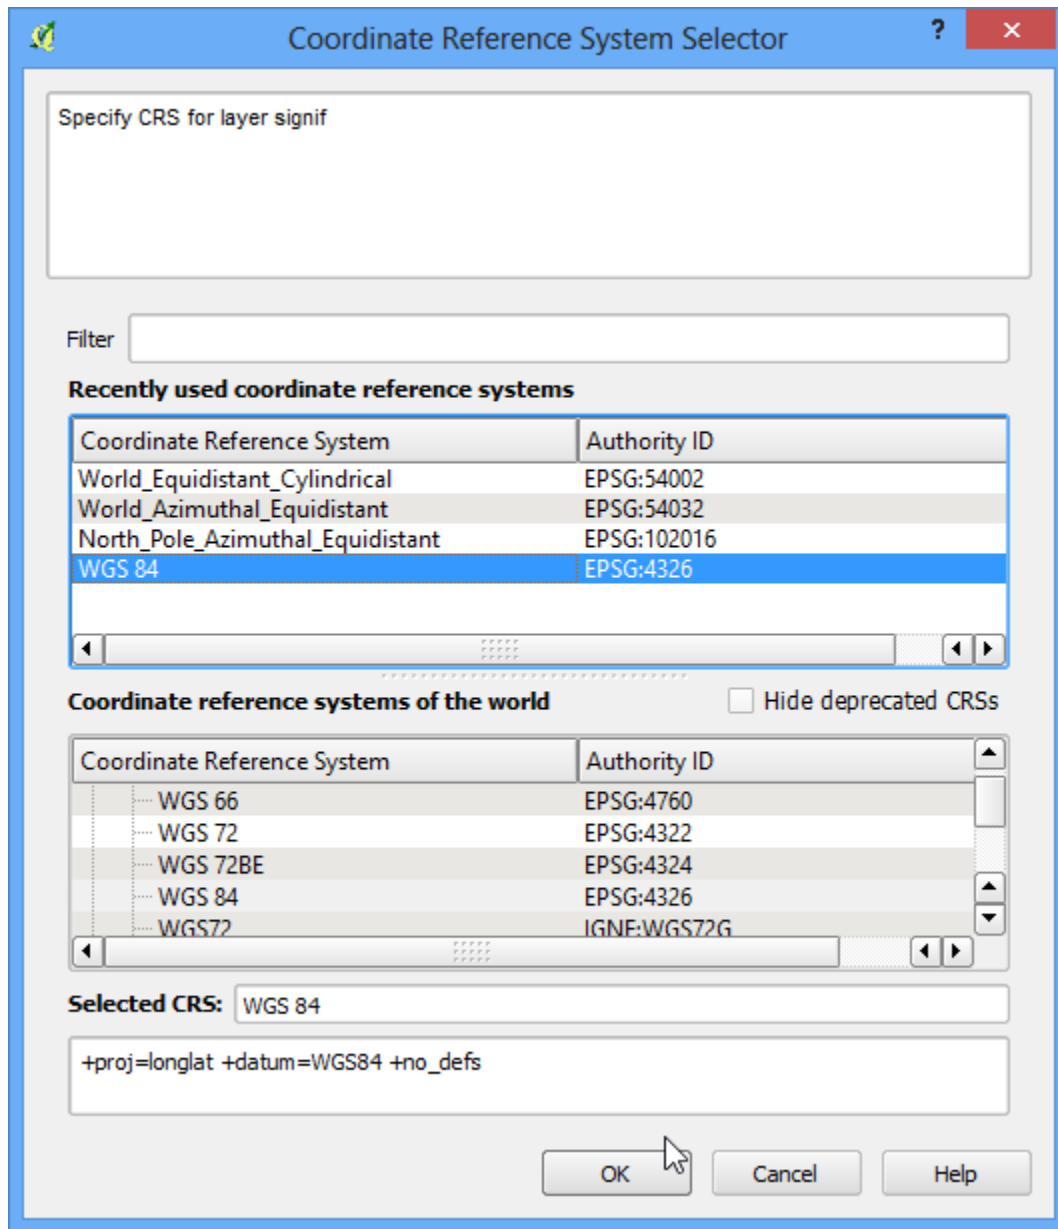 Coordinate Reference System Selector ? ×
Specify CRS for layer signif
Filter
Recently used coordinate reference systems
Coordinate Reference System Authority ID
World_Equidistant_Cylindrical EPSG:54002
World_Azimuthal_Equidistant EPSG:54032
North_Pole_Azimuthal_Equidistant EPSG:102016
WGS 84 EPSG:4326
Coordinate reference systems of the world Hide deprecated CRSs
Coordinate Reference System Authority ID
WGS 66 EPSG:4760
WGS 72 EPSG:4322
WGS 72BE EPSG:4324
WGS 84 EPSG:4326
WGS72 IGNF:WGS72G
Selected CRS: WGS 84
+proj=longlat +datum=WGS84 +no_defs
OK Cancel Help